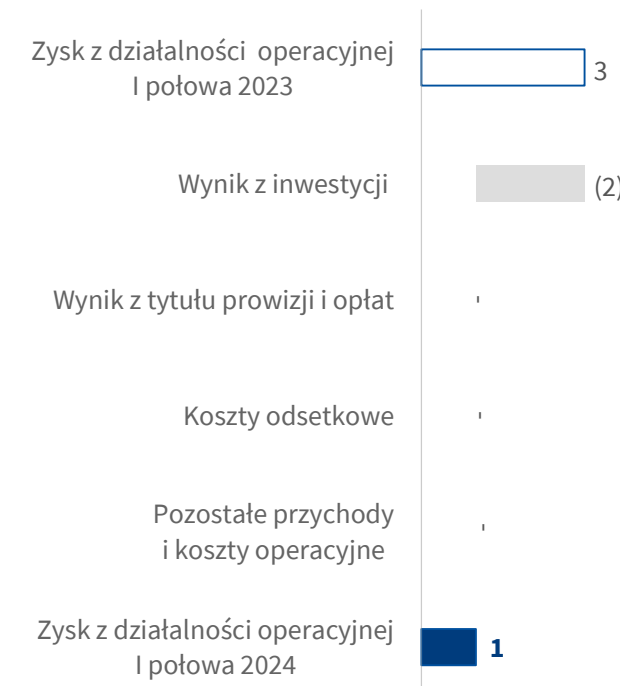 Zysk z działalności operacyjnej
I połowa 2023
3
Wynik z inwestycji
(2)
Wynik z tytułu prowizji i opłat
-
Koszty odsetkowe
-
Pozostałe przychody
i koszty operacyjne
-
Zysk z działalności operacyjnej
I połowa 2024
1